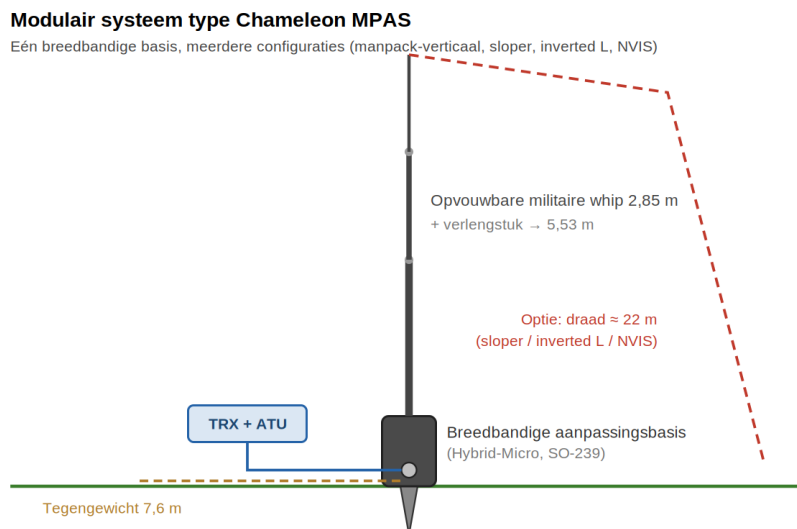 Modulair systeem type Chameleon MPAS
Eén breedbandige basis, meerdere configuraties (manpack-verticaal, sloper, inverted L, NVIS)
Opvouwbare militaire whip 2,85 m
+ verlengstuk → 5,53 m
Optie: draad ≈ 22 m
(sloper / inverted L / NVIS)
TRX + ATU
Breedbandige aanpassingsbasis
(Hybrid-Micro, SO-239)
Tegengewicht 7,6 m